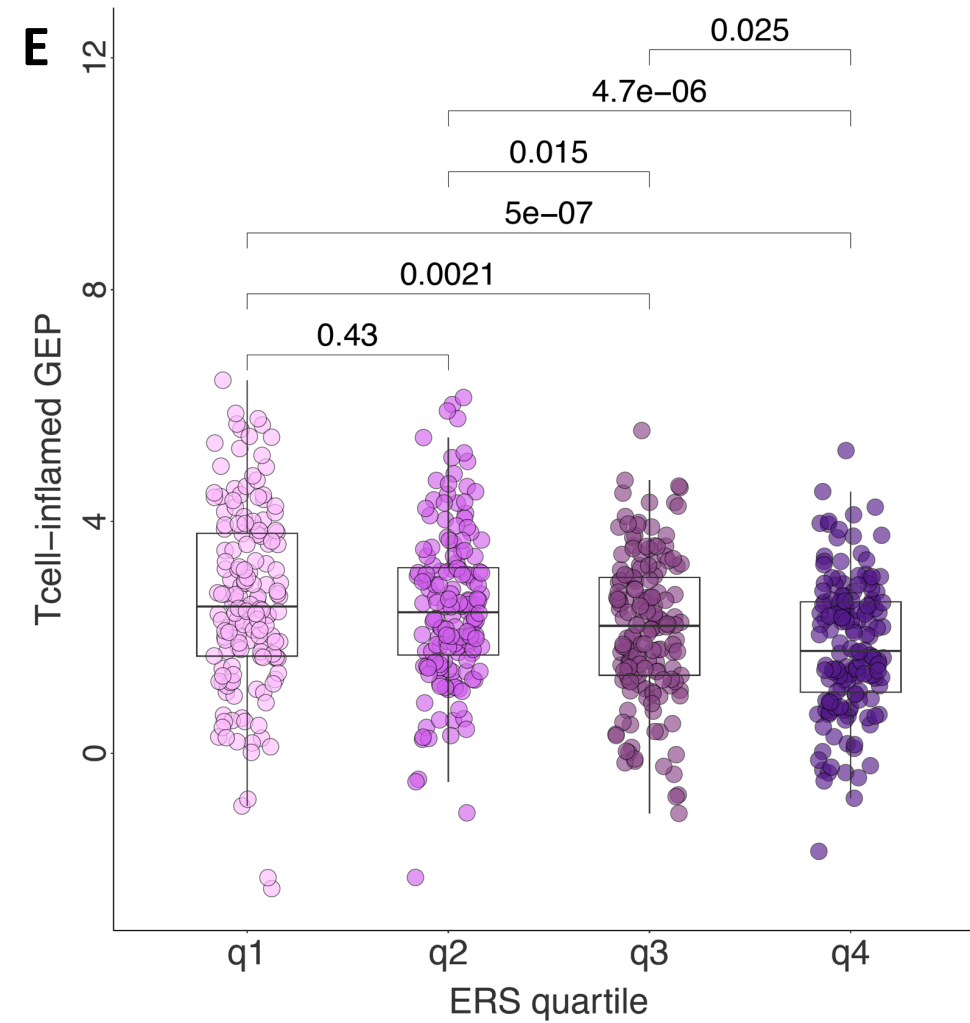 E
0.025
4.7e−06
0.015
5e−07
0.0021
0.43
12
8
4
0
Tcell−inflamed GEP
q1 q2 q3 q4
ERS quartile